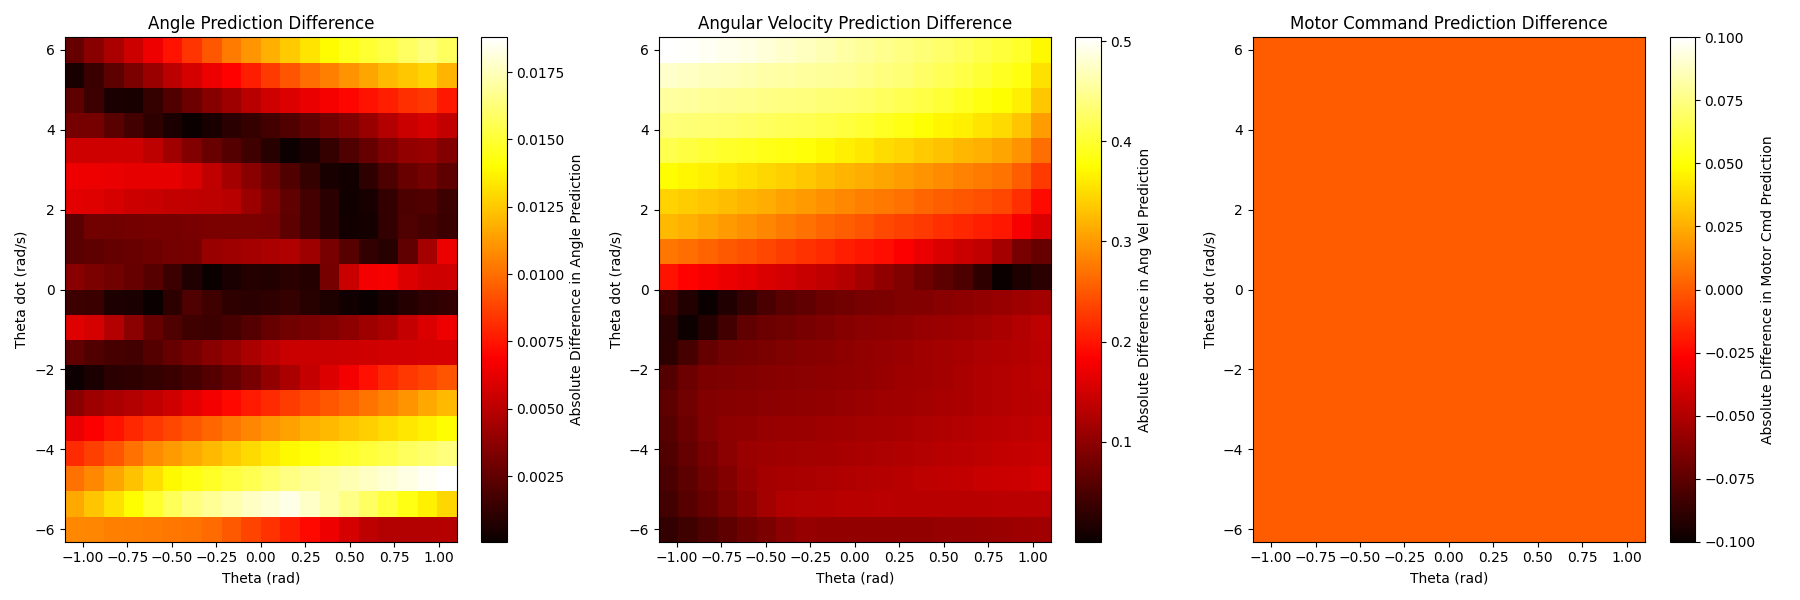 Angle Prediction Difference
6
4
2
0
−2
−4
−6
Theta dot (rad/s)
−1.00 −0.75 −0.50 −0.25 0.00 0.25 0.50 0.75 1.00
Theta (rad)
0.0175
0.0150
0.0125
0.0100
0.0075
0.0050
0.0025
Absolute Difference in Angle Prediction
Angular Velocity Prediction Difference
6
4
2
0
−2
−4
−6
Theta dot (rad/s)
−1.00 −0.75 −0.50 −0.25 0.00 0.25 0.50 0.75 1.00
Theta (rad)
0.5
0.4
0.3
0.2
0.1
Absolute Difference in Ang Vel Prediction
Motor Command Prediction Difference
6
4
2
0
−2
−4
−6
Theta dot (rad/s)
−1.00 −0.75 −0.50 −0.25 0.00 0.25 0.50 0.75 1.00
Theta (rad)
0.100
0.075
0.050
0.025
0.000
−0.025
−0.050
−0.075
−0.100
Absolute Difference in Motor Cmd Prediction